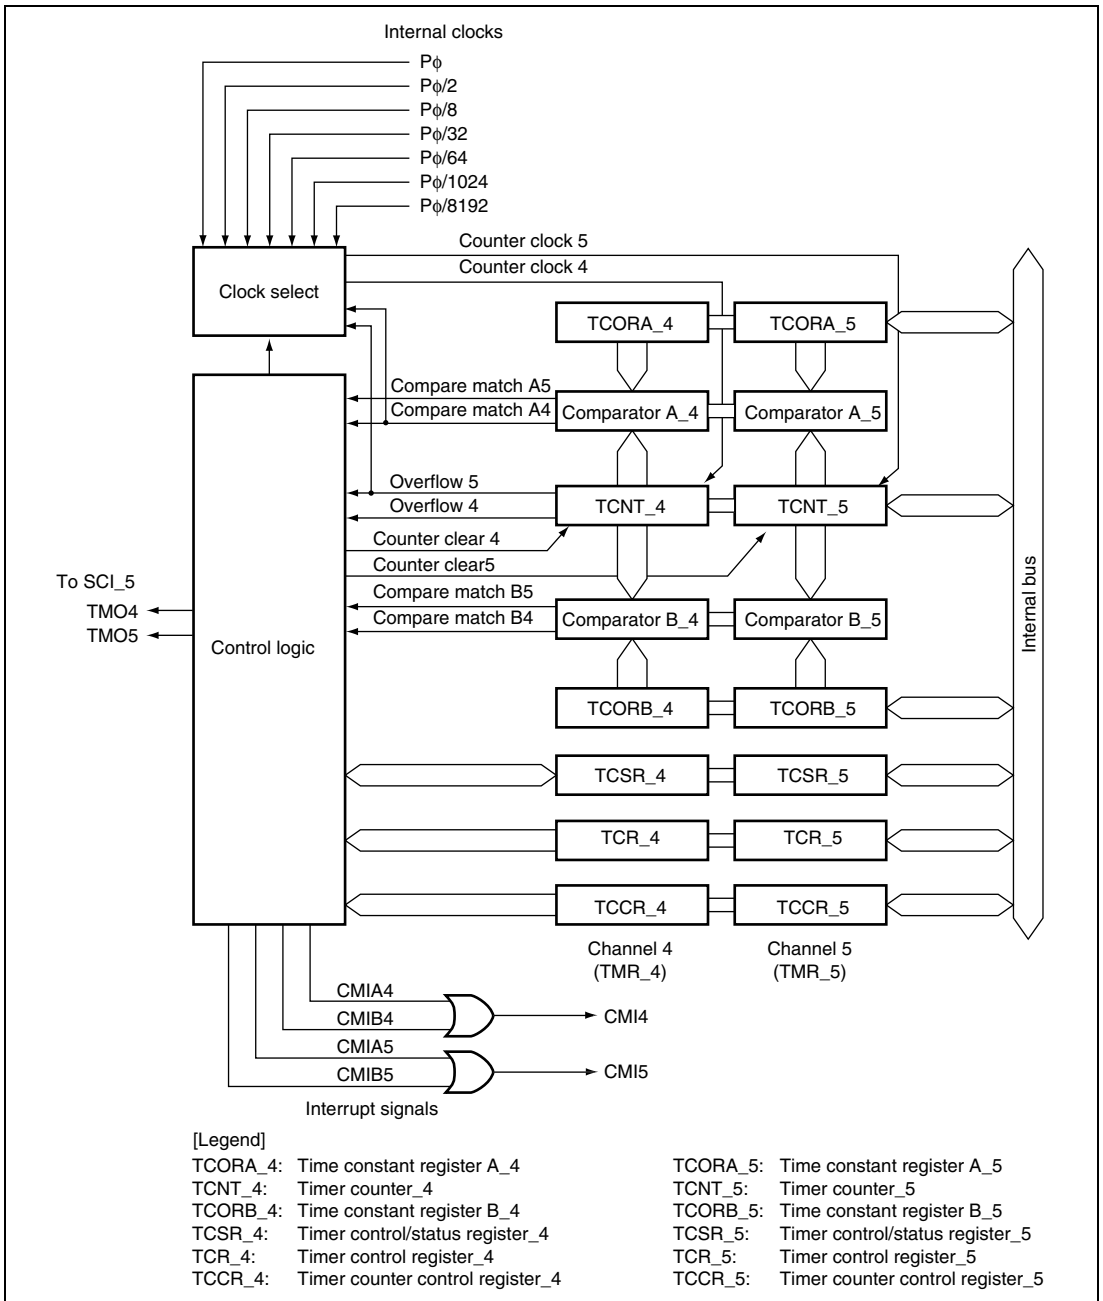 Internal clocks
Pϕ
Pϕ/2
Pϕ/8
Pϕ/32
Pϕ/64
Pϕ/1024
Pϕ/8192
Counter clock 5
Counter clock 4
Clock select
TCORA_4
TCORA_5
Compare match A5
Compare match A4
Comparator A_4
Comparator A_5
Overflow 5
Overflow 4
TCNT_4
TCNT_5
Counter clear 4
Counter clear5
To SCI_5
TMO4
TMO5
Compare match B5
Compare match B4
Comparator B_4
Comparator B_5
Control logic
Internal bus
TCORB_4
TCORB_5
TCSR_4
TCSR_5
TCR_4
TCR_5
TCCR_4
TCCR_5
Channel 4
(TMR_4)
Channel 5
(TMR_5)
CMIA4
CMIB4
CMI4
CMIA5
CMIB5
CMI5
Interrupt signals
[Legend]
TCORA_4: Time constant register A_4
TCNT_4: Timer counter_4
TCORB_4: Time constant register B_4
TCSR_4: Timer control/status register_4
TCR_4: Timer control register_4
TCCR_4: Timer counter control register_4
TCORA_5: Time constant register A_5
TCNT_5: Timer counter_5
TCORB_5: Time constant register B_5
TCSR_5: Timer control/status register_5
TCR_5: Timer control register_5
TCCR_5: Timer counter control register_5